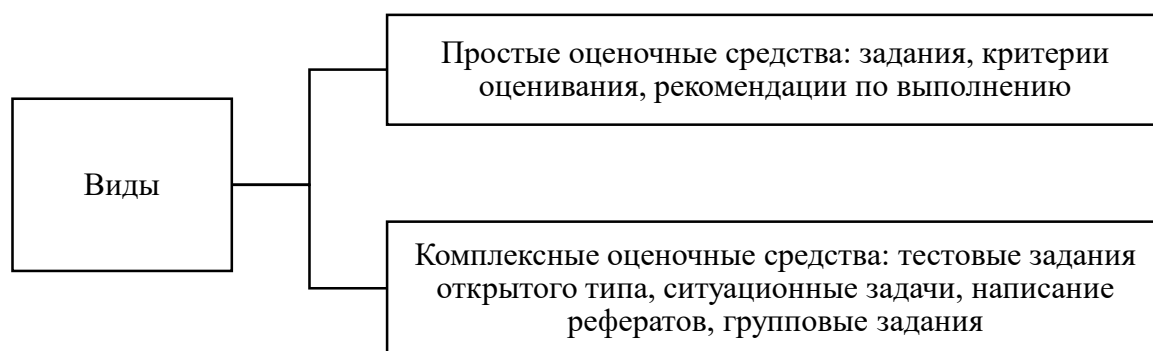 Простые оценочные средства: задания, критерии
оценивания, рекомендации по выполнению
Виды
Комплексные оценочные средства: тестовые задания
открытого типа, ситуационные задачи, написание
рефератов, групповые задания